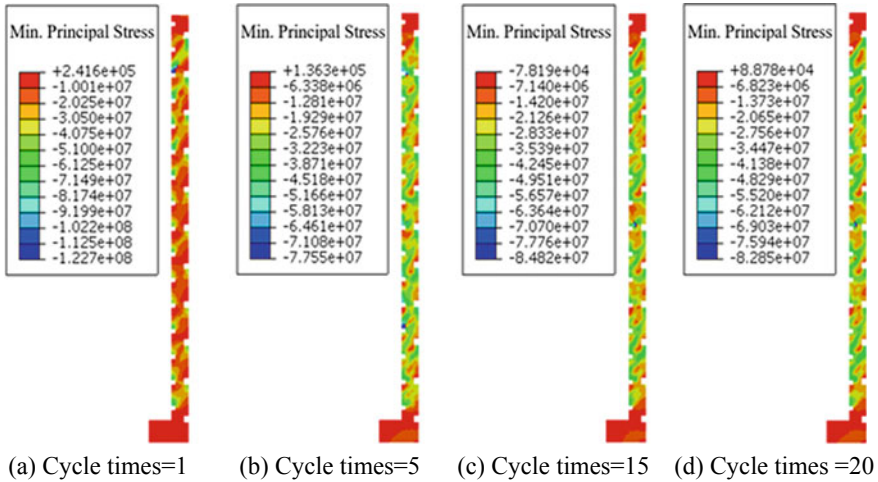 Min. Principal Stress
+2.416e+05
-1.001e+07
-2.025e+07
-3.050e+07
-4.075e+07
-5.100e+07
-6.125e+07
-7.149e+07
-8.174e+07
-9.199e+07
-1.022e+08
-1.125e+08
-1.227e+08
(a) Cycle times=1
Min. Principal Stress
+1.363e+05
-6.338e+06
-1.281e+07
-1.929e+07
-2.576e+07
-3.223e+07
-3.871e+07
-4.518e+07
-5.166e+07
-5.813e+07
-6.461e+07
-7.108e+07
-7.755e+07
(b) Cycle times=5
Min. Principal Stress
-7.819e+04
-7.140e+06
-1.420e+07
-2.126e+07
-2.833e+07
-3.539e+07
-4.245e+07
-4.951e+07
-5.657e+07
-6.364e+07
-7.070e+07
-7.776e+07
-8.482e+07
(c) Cycle times=15
Min. Principal Stress
+8.878e+04
-6.823e+06
-1.373e+07
-2.065e+07
-2.756e+07
-3.447e+07
-4.138e+07
-4.829e+07
-5.520e+07
-6.212e+07
-6.903e+07
-7.594e+07
-8.285e+07
(d) Cycle times =20